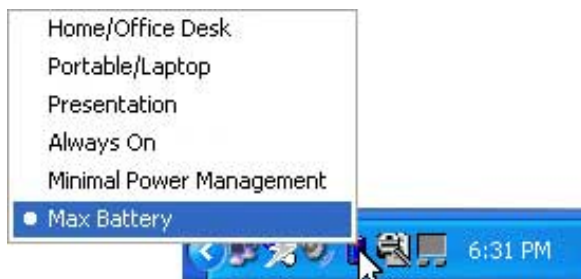 Home/Office Desk
Portable/Laptop
Presentation
Always On
Minimal Power Management
Max Battery
6:31 PM